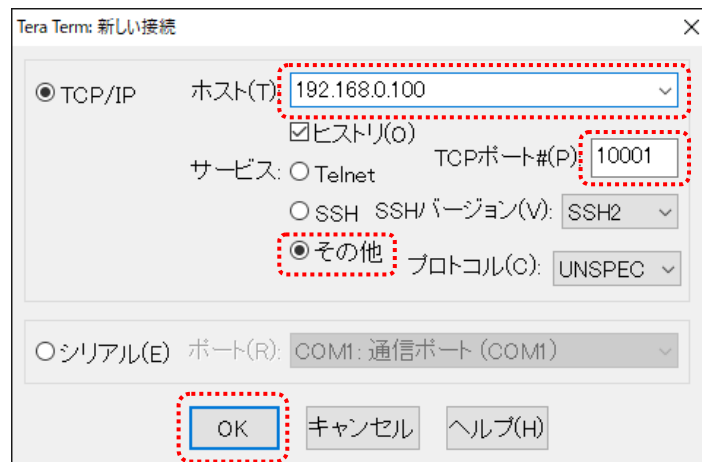 Tera Term: 新しい接続
TCP/IP ホスト(T): 192.168.0.100
ヒストリ(O)
サービス: Telnet TCPポート#(P): 10001
SSH SSHバージョン(V): SSH2
その他 プロトコル(C): UNSPEC
シリアル(E) ポート(R): COM1: 通信ポート (COM1)
OK キャンセル ヘルプ(H)